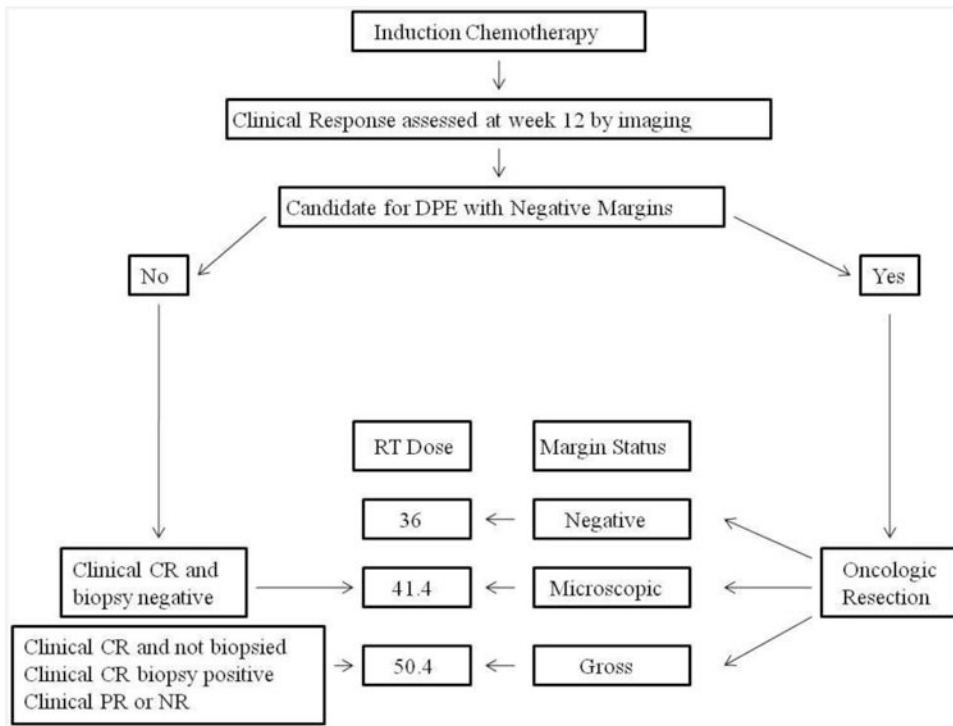 Induction Chemotherapy
Clinical Response assessed at week 12 by imaging
Candidate for DPE with Negative Margins
No
Yes
RT Dose
Margin Status
36
Negative
Clinical CR and
biopsy negative
41.4
Microscopic
Oncologic
Resection
Clinical CR and not biopsied
Clinical CR biopsy positive
Clinical PR or NR
50.4
Gross